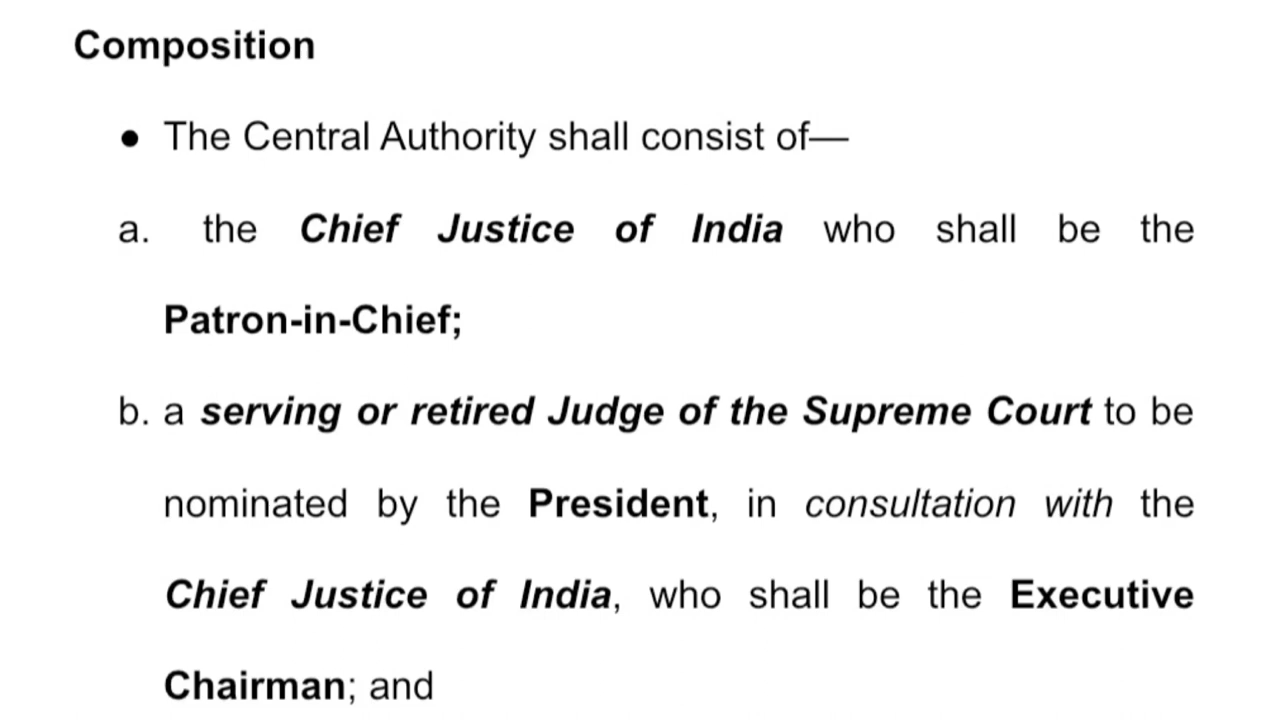 Composition
● The Central Authority shall consist of—
a. the Chief Justice of India who shall be the
Patron-in-Chief;
b. a serving or retired Judge of the Supreme Court to be
nominated by the President, in consultation with the
Chief Justice of India, who shall be the Executive
Chairman; and